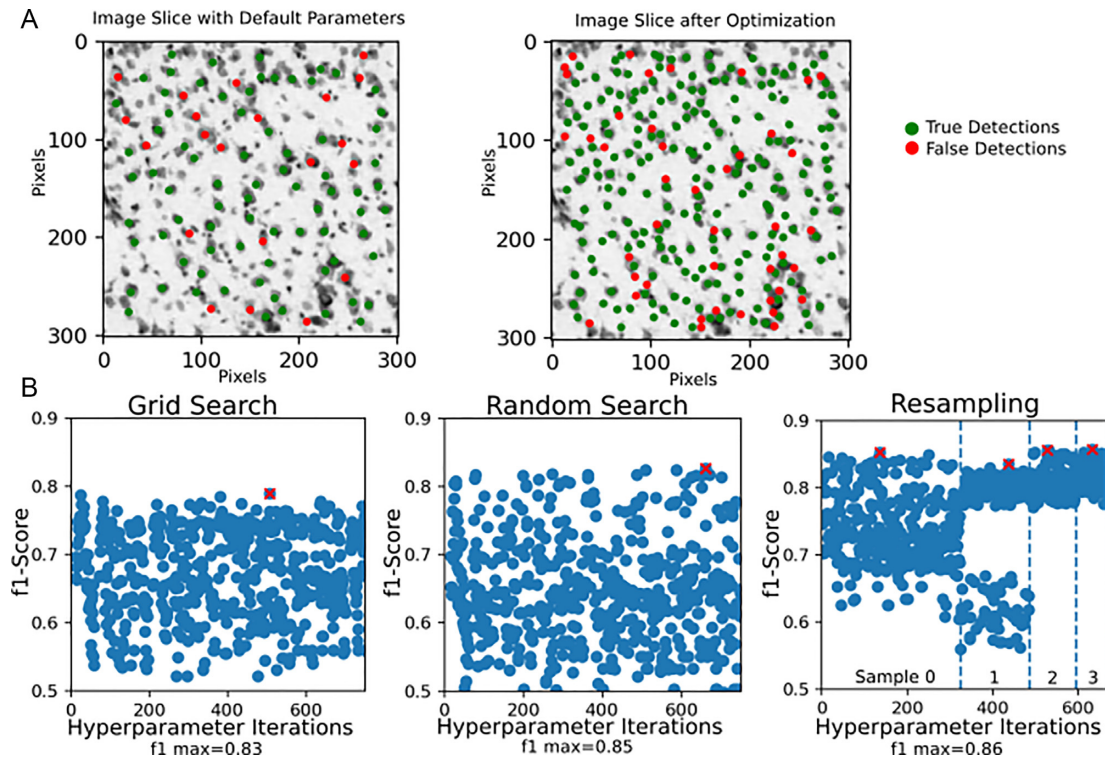 A
Image Slice with Default Parameters
Image Slice after Optimization
0
100
200
300
Pixels
0 100 200 300
Pixels
0
100
200
300
Pixels
0 100 200 300
Pixels
True Detections
False Detections
B
Grid Search
0.9
0.8
0.7
0.6
0.5
f1-Score
0 200 400 600
Hyperparameter Iterations
f1 max=0.83
Random Search
0.9
0.8
0.7
0.6
0.5
f1-Score
0 200 400 600
Hyperparameter Iterations
f1 max=0.85
Resampling
0.9
0.8
0.7
0.6
0.5
f1-Score
Sample 0 1 2 3
0 200 400 600
Hyperparameter Iterations
f1 max=0.86